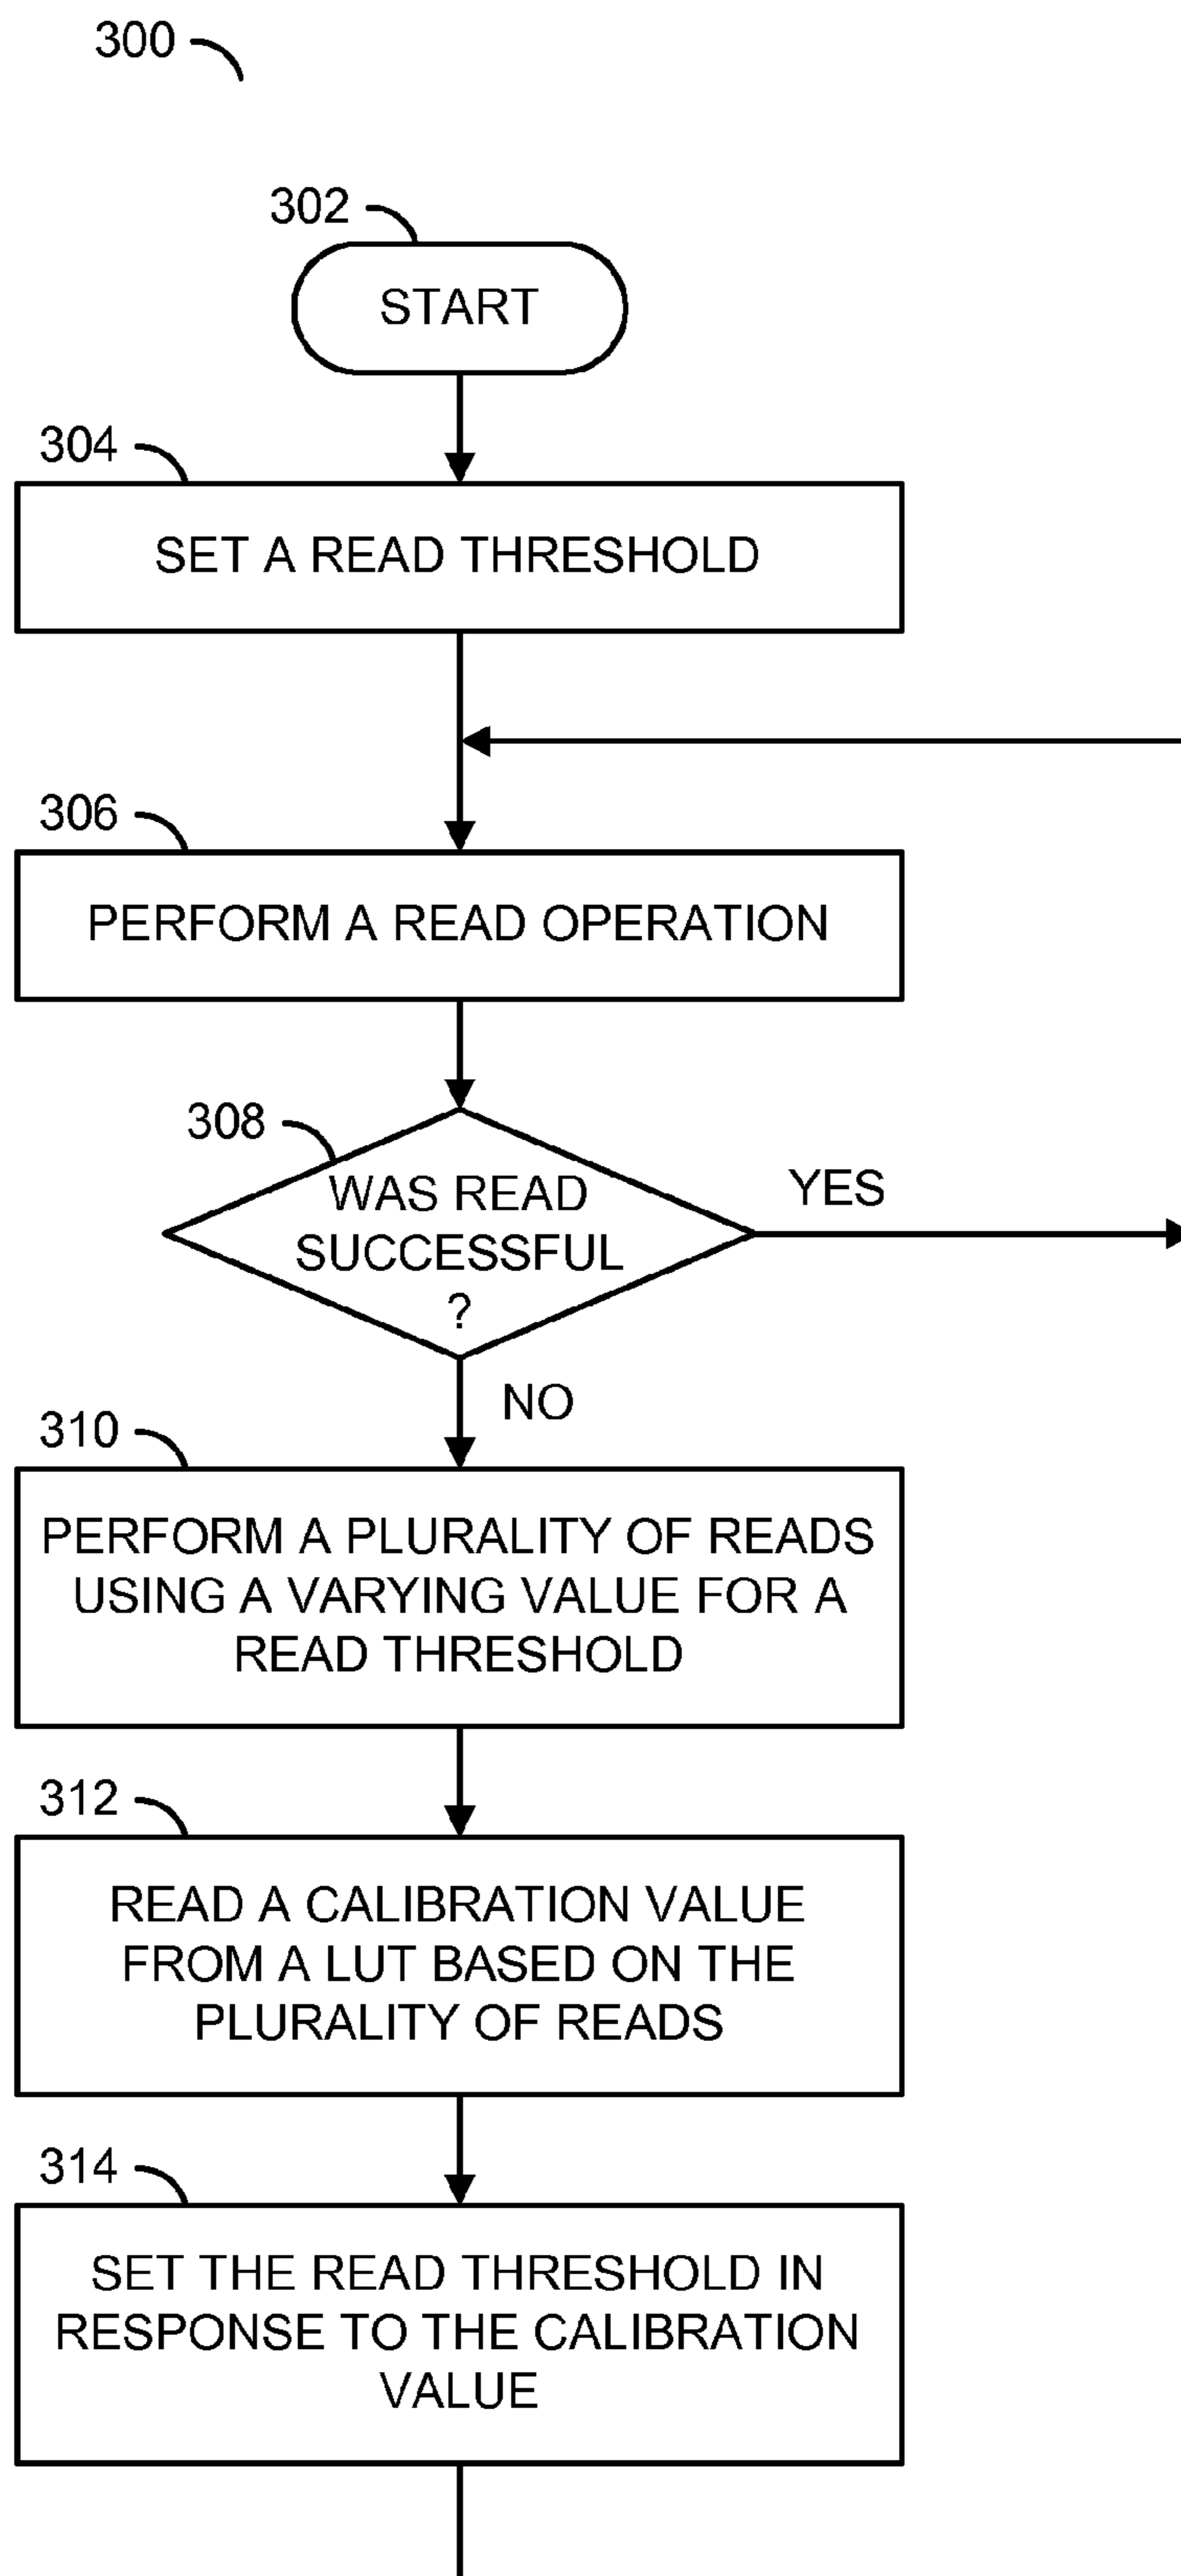 300
302
START
304
SET A READ THRESHOLD
306
PERFORM A READ OPERATION
308
WAS READ
SUCCESSFUL
?
YES
NO
310
PERFORM A PLURALITY OF READS
USING A VARYING VALUE FOR A
READ THRESHOLD
312
READ A CALIBRATION VALUE
FROM A LUT BASED ON THE
PLURALITY OF READS
314
SET THE READ THRESHOLD IN
RESPONSE TO THE CALIBRATION
VALUE